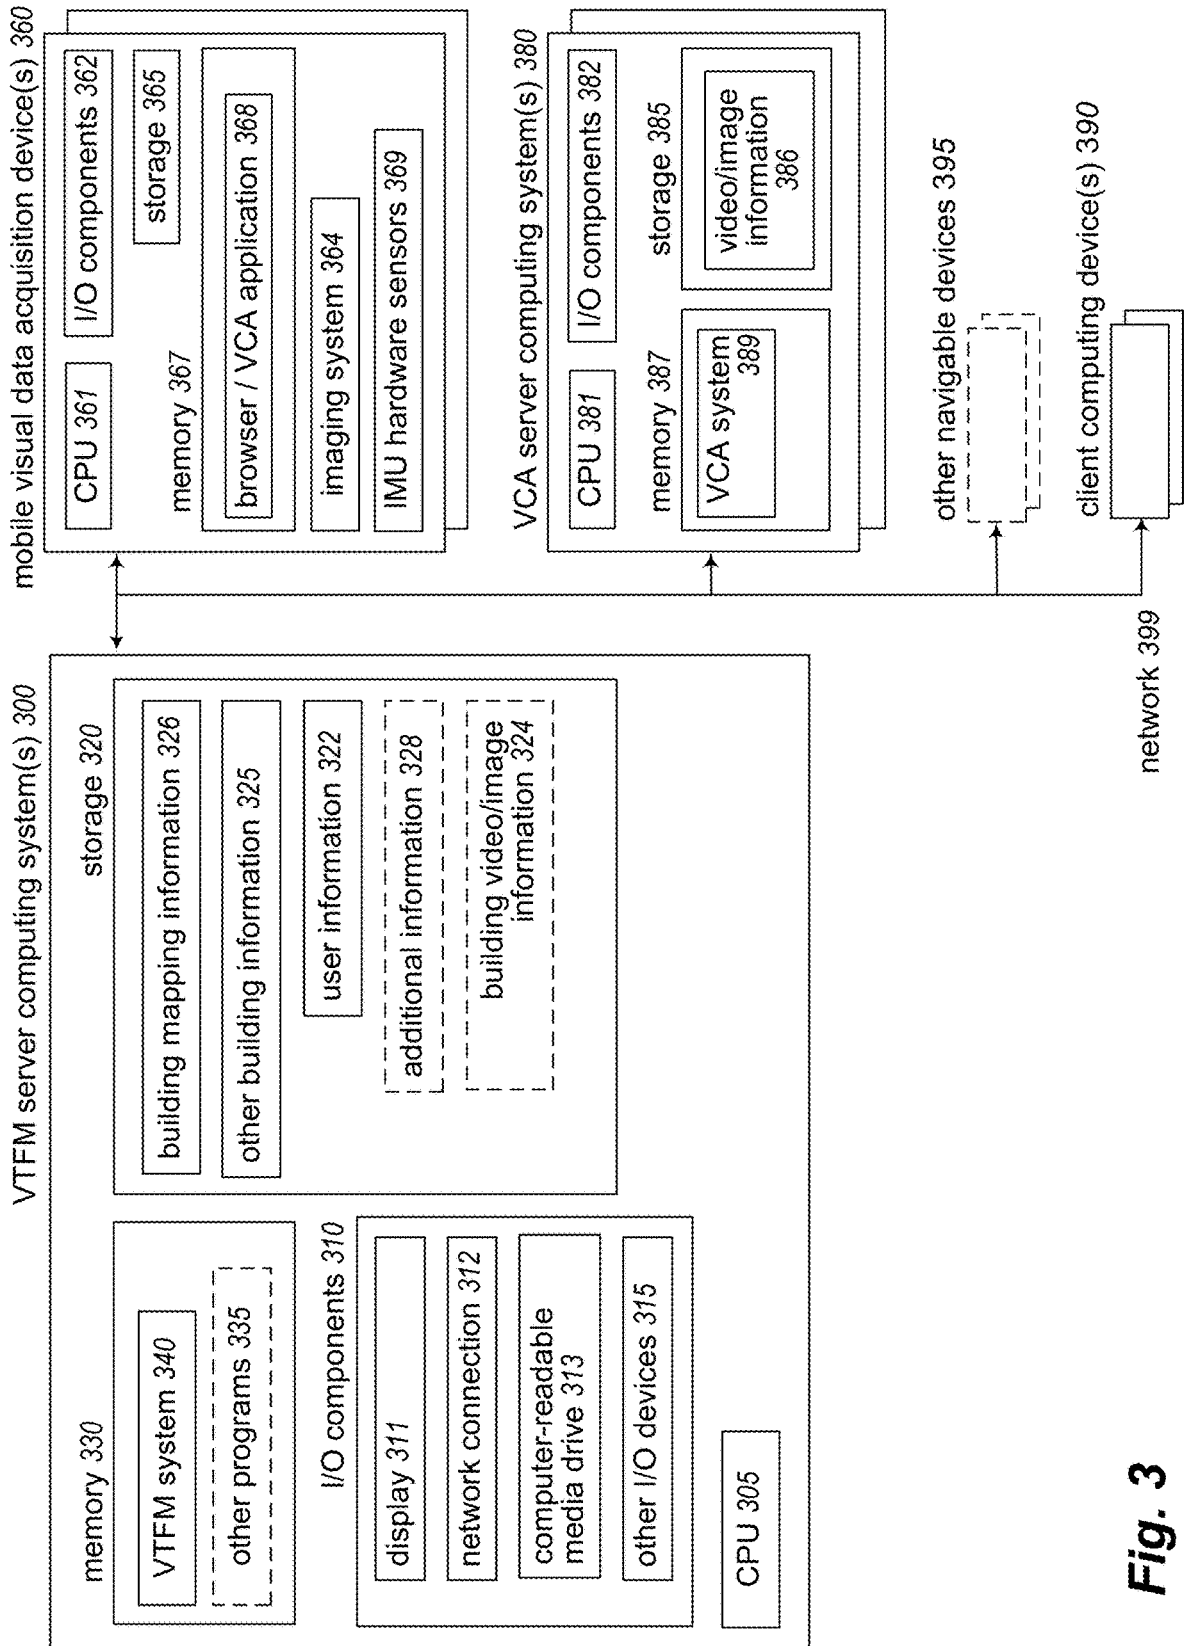 VTFM server computing system(s) 300
memory 330
VTFM system 340
other programs 335
I/O components 310
display 311
network connection 312
computer-readable
media drive 313
other I/O devices 315
CPU 305
storage 320
building mapping information 326
other building information 325
user information 322
additional information 328
building video/image
information 324
mobile visual data acquisition device(s) 360
CPU 361
I/O components 362
storage 365
memory 367
browser / VCA application 368
imaging system 364
IMU hardware sensors 369
VCA server computing system(s) 380
CPU 381
I/O components 382
memory 387
storage 385
VCA system
389
video/image
information
386
other navigable devices 395
client computing device(s) 390
network 399
Fig. 3